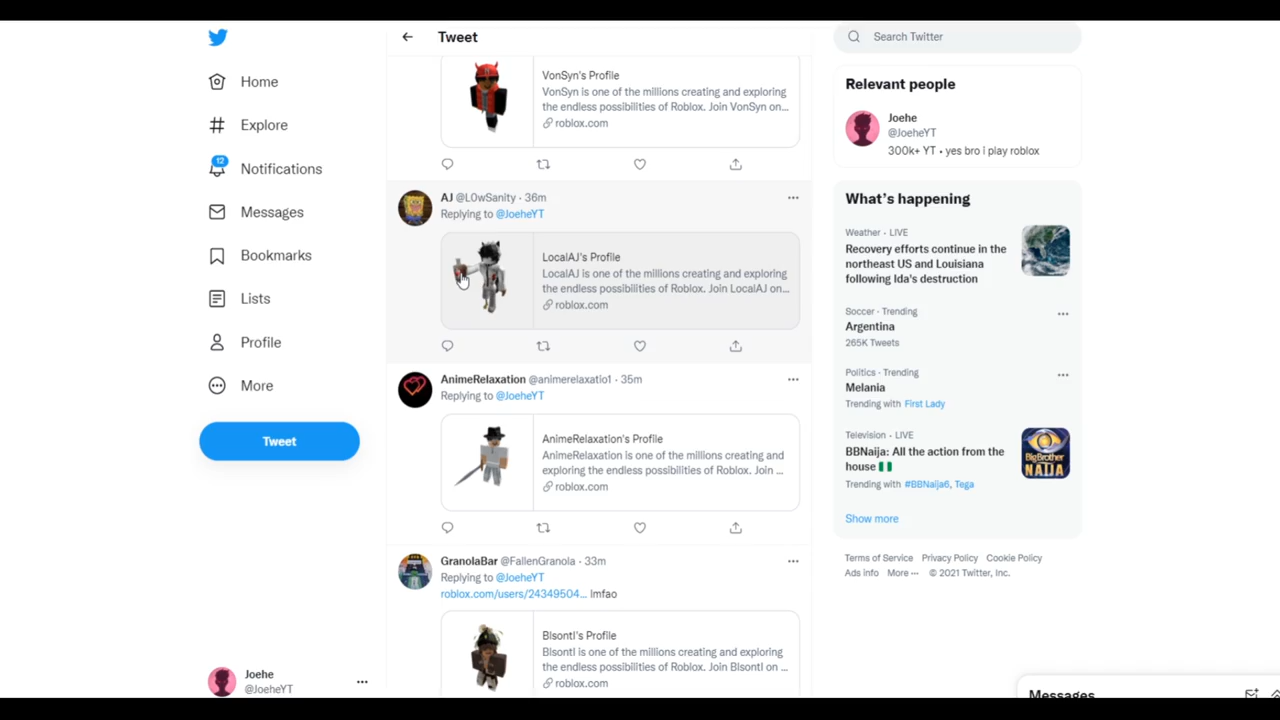 Home
Explore
12
Notifications
Messages
Bookmarks
Lists
Profile
More
Tweet
Joehe
@JoeheYT
Tweet
VonSyn's Profile
VonSyn is one of the millions creating and exploring
the endless possibilities of Roblox. Join VonSyn on...
roblox.com
AJ @L0wSanity · 36m
Replying to @JoeheYT
LocalAJ's Profile
LocalAJ is one of the millions creating and exploring
the endless possibilities of Roblox. Join LocalAJ on...
roblox.com
AnimeRelaxation @animerelaxatio1 · 35m
Replying to @JoeheYT
AnimeRelaxation's Profile
AnimeRelaxation is one of the millions creating and
exploring the endless possibilities of Roblox. Join ...
roblox.com
GranolaBar @FallenGranola · 33m
Replying to @JoeheYT
roblox.com/users/24349504... lmfao
Blsontl's Profile
Blsontl is one of the millions creating and exploring
the endless possibilities of Roblox. Join Blsontl on ...
roblox.com
Search Twitter
Relevant people
Joehe
@JoeheYT
300k+ YT • yes bro i play roblox
What's happening
Weather · LIVE
Recovery efforts continue in the
northeast US and Louisiana
following Ida's destruction
Soccer · Trending
Argentina
265K Tweets
Politics · Trending
Melania
Trending with First Lady
Television · LIVE
BBNaija: All the action from the
house 🇳🇬
Trending with #BBNaija6, Tega
Big Brother
NAIJA
Show more
Terms of Service Privacy Policy Cookie Policy
Ads info More ··· © 2021 Twitter, Inc.
Messages